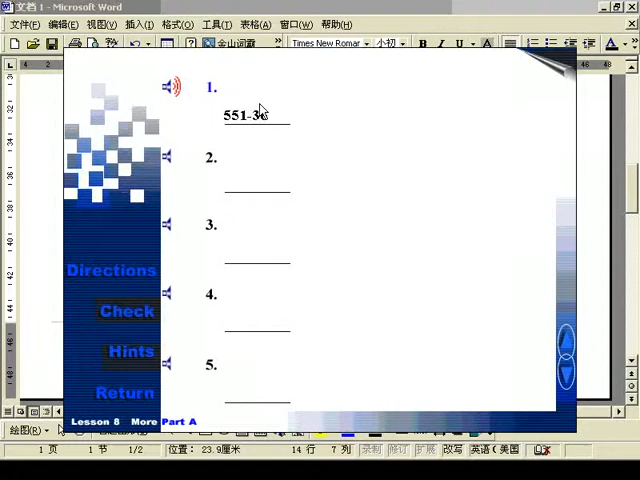 文档 1 - Microsoft Word
文件(F) 编辑(E) 视图(V) 插入(I) 格式(O) 工具(T) 表格(A) 窗口(W) 帮助(H)
金山词霸 Times New Romar 小初 B I U A
1.
551-3
2.
3.
4.
5.
Directions
Check
Hints
Return
Lesson 8 More Part A
绘图(R)
1 页 1 节 1/2 23.9厘米 14 行 7 列 录制 修订 扩展 改写 英语(美国